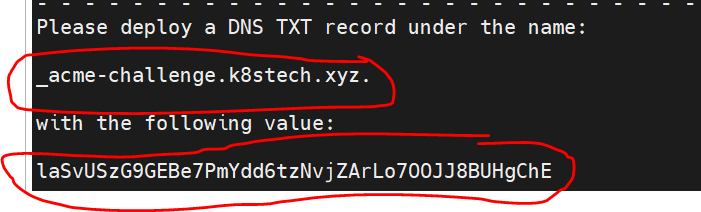 - - - - - - - - - - - - - - - - - - - - - - - - - - - - - - - - - - - - - - - -
Please deploy a DNS TXT record under the name:
_acme-challenge.k8stech.xyz.
with the following value:
laSvUSzG9GEBe7PmYdd6tzNvjZArLo7OOJJ8BUHgChE